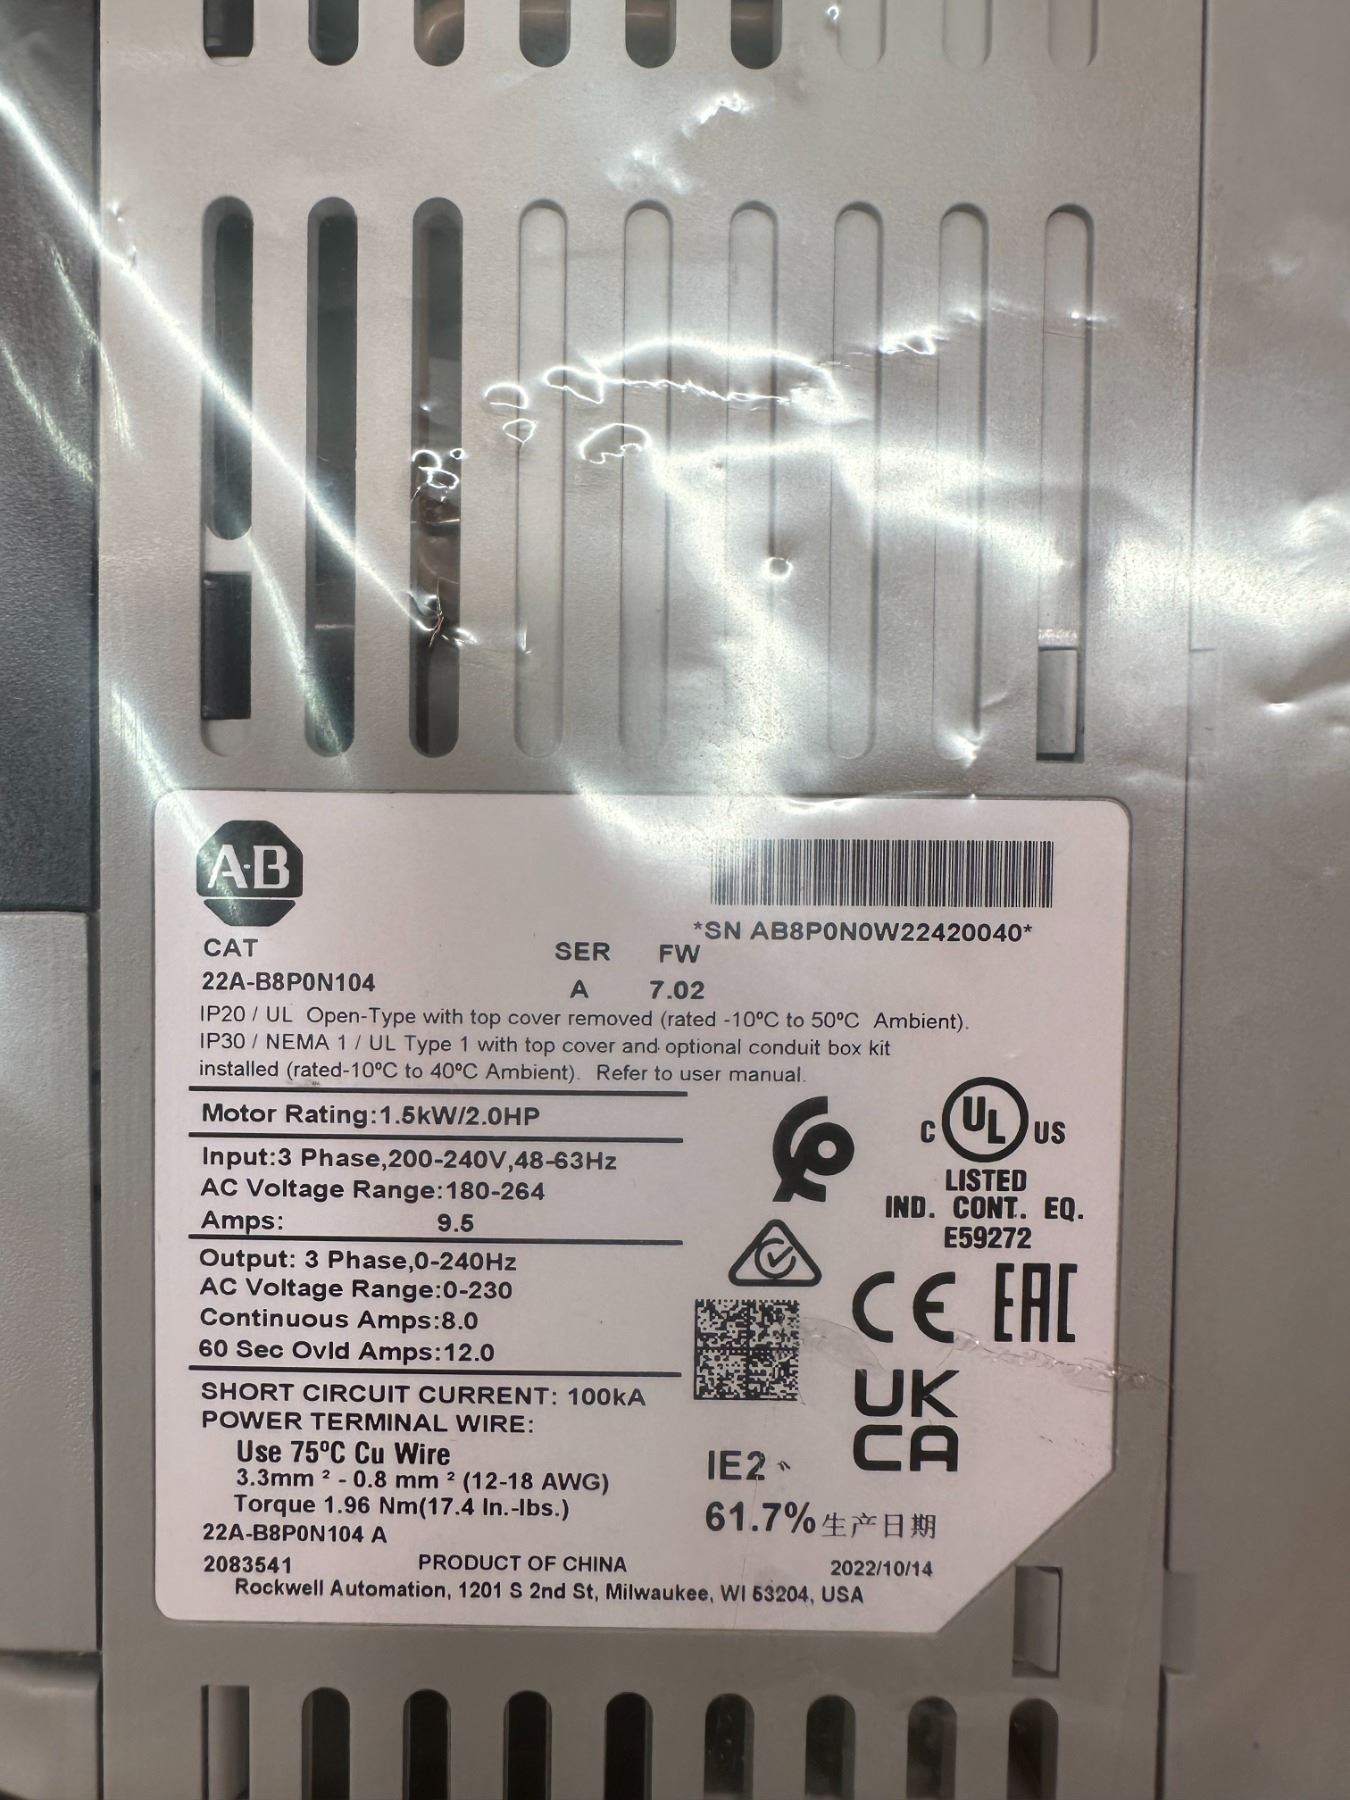 A-B
*SN AB8P0N0W22420040*
CAT SER FW
22A-B8P0N104 A 7.02
IP20 / UL Open-Type with top cover removed (rated -10ºC to 50ºC Ambient).
IP30 / NEMA 1 / UL Type 1 with top cover and optional conduit box kit
installed (rated-10ºC to 40ºC Ambient). Refer to user manual.
Motor Rating:1.5kW/2.0HP
Input:3 Phase,200-240V,48-63Hz
AC Voltage Range:180-264
Amps: 9.5
Output: 3 Phase,0-240Hz
AC Voltage Range:0-230
Continuous Amps:8.0
60 Sec Ovld Amps:12.0
SHORT CIRCUIT CURRENT: 100kA
POWER TERMINAL WIRE:
Use 75ºC Cu Wire
3.3mm ² - 0.8 mm ² (12-18 AWG)
Torque 1.96 Nm(17.4 In.-lbs.)
22A-B8P0N104 A
2083541 PRODUCT OF CHINA
Rockwell Automation, 1201 S 2nd St, Milwaukee, WI 53204, USA
C UL US
LISTED
IND. CONT. EQ.
E59272
CE EAC
UK
CA
IE2
61.7% 生产日期
2022/10/14